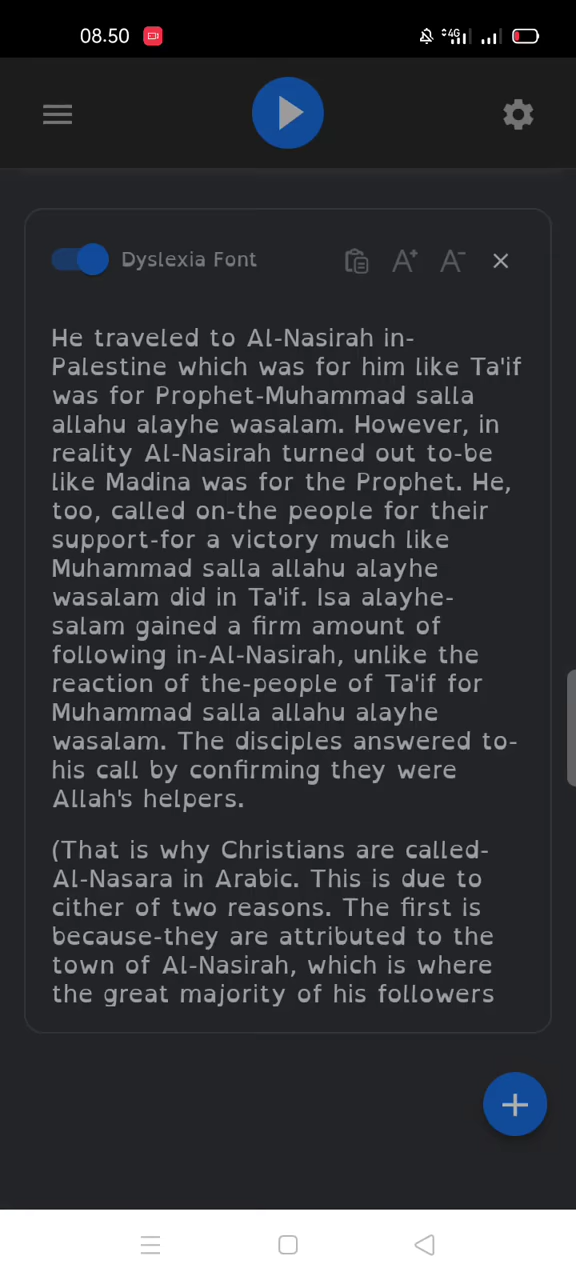 08.50
4G
Dyslexia Font
A+
A-
He traveled to Al-Nasirah in-
Palestine which was for him like Ta'if
was for Prophet-Muhammad salla
allahu alayhe wasalam. However, in
reality Al-Nasirah turned out to-be
like Madina was for the Prophet. He,
too, called on-the people for their
support-for a victory much like
Muhammad salla allahu alayhe
wasalam did in Ta'if. Isa alayhe-
salam gained a firm amount of
following in-Al-Nasirah, unlike the
reaction of the-people of Ta'if for
Muhammad salla allahu alayhe
wasalam. The disciples answered to-
his call by confirming they were
Allah's helpers.
(That is why Christians are called-
Al-Nasara in Arabic. This is due to
cither of two reasons. The first is
because-they are attributed to the
town of Al-Nasirah, which is where
the great majority of his followers